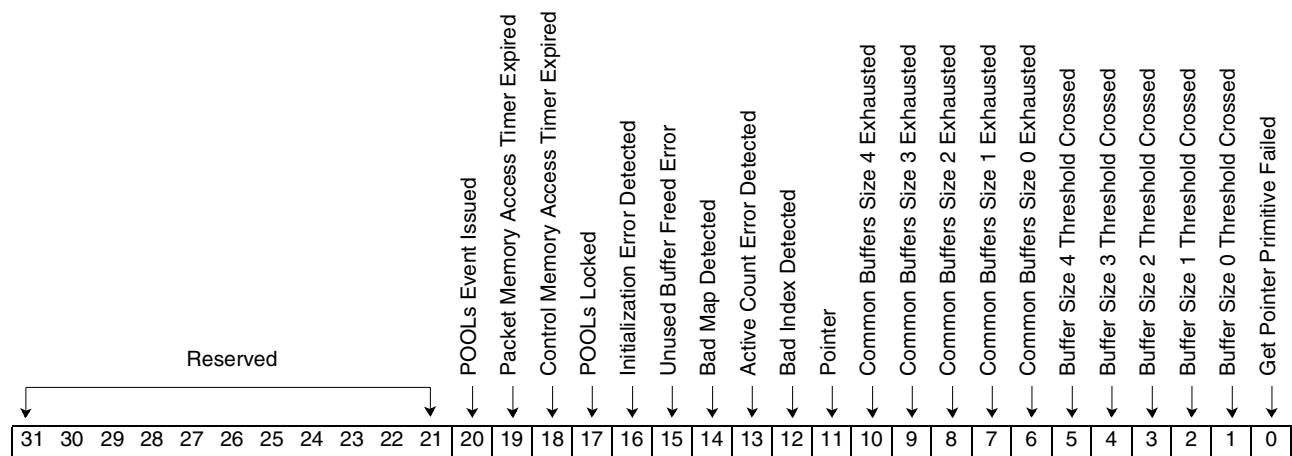 Reserved
POOLs Event Issued
Packet Memory Access Timer Expired
Control Memory Access Timer Expired
POOLs Locked
Initialization Error Detected
Unused Buffer Freed Error
Bad Map Detected
Active Count Error Detected
Bad Index Detected
Pointer
Common Buffers Size 4 Exhausted
Common Buffers Size 3 Exhausted
Common Buffers Size 2 Exhausted
Common Buffers Size 1 Exhausted
Common Buffers Size 0 Exhausted
Buffer Size 4 Threshold Crossed
Buffer Size 3 Threshold Crossed
Buffer Size 2 Threshold Crossed
Buffer Size 1 Threshold Crossed
Buffer Size 0 Threshold Crossed
Get Pointer Primitive Failed
31 30 29 28 27 26 25 24 23 22 21 20 19 18 17 16 15 14 13 12 11 10 9 8 7 6 5 4 3 2 1 0